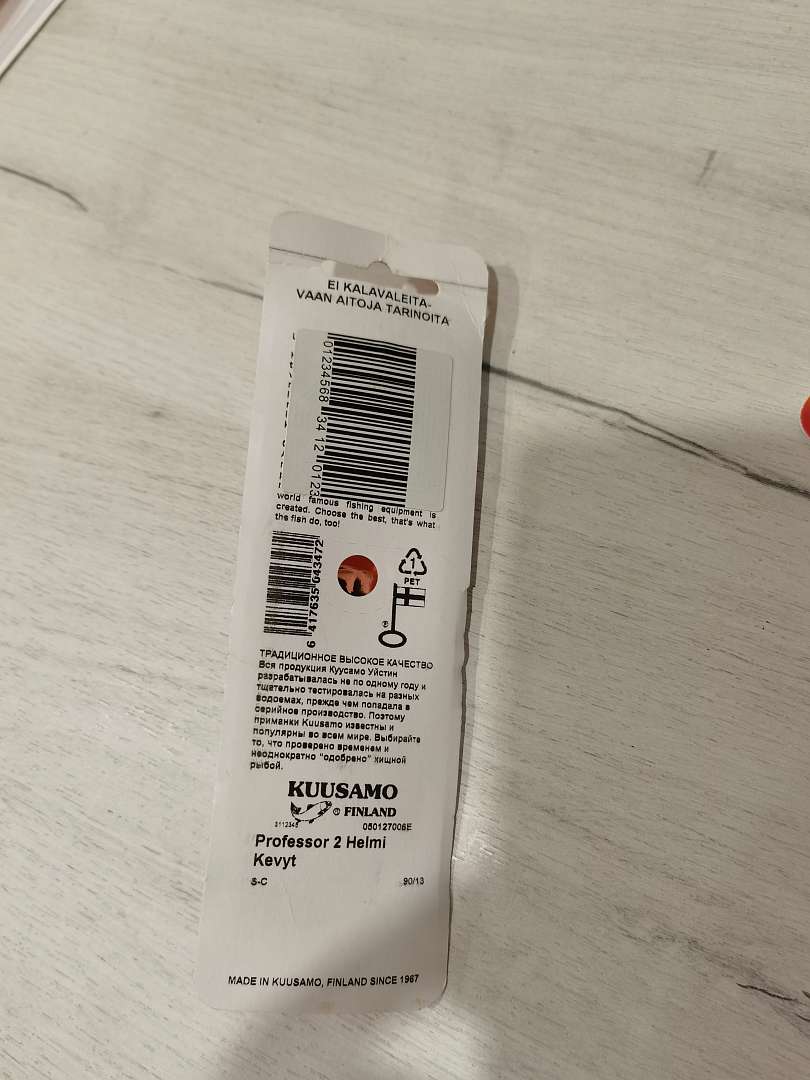 EI KALAVALEITA-
VAAN AITOJA TARINOITA
01234568 3412 0123
world famous fishing equipment is
created. Choose the best, that's what
the fish do, too!
6 417635 043472
1
PET
ТРАДИЦИОННОЕ ВЫСОКОЕ КАЧЕСТВО
Вся продукция Куусамо Уйстин
разрабатывалась не по одному году и
тщательно тестировалась на разных
водоемах, прежде чем попадала в
серийное производство. Поэтому
приманки Kuusamo известны и
популярны во всем мире. Выбирайте
то, что проверено временем и
неоднократно "одобрено" хищной
рыбой.
KUUSAMO
® FINLAND
3112345 050127006E
Professor 2 Helmi
Kevyt
S-C 90/13
MADE IN KUUSAMO, FINLAND SINCE 1967